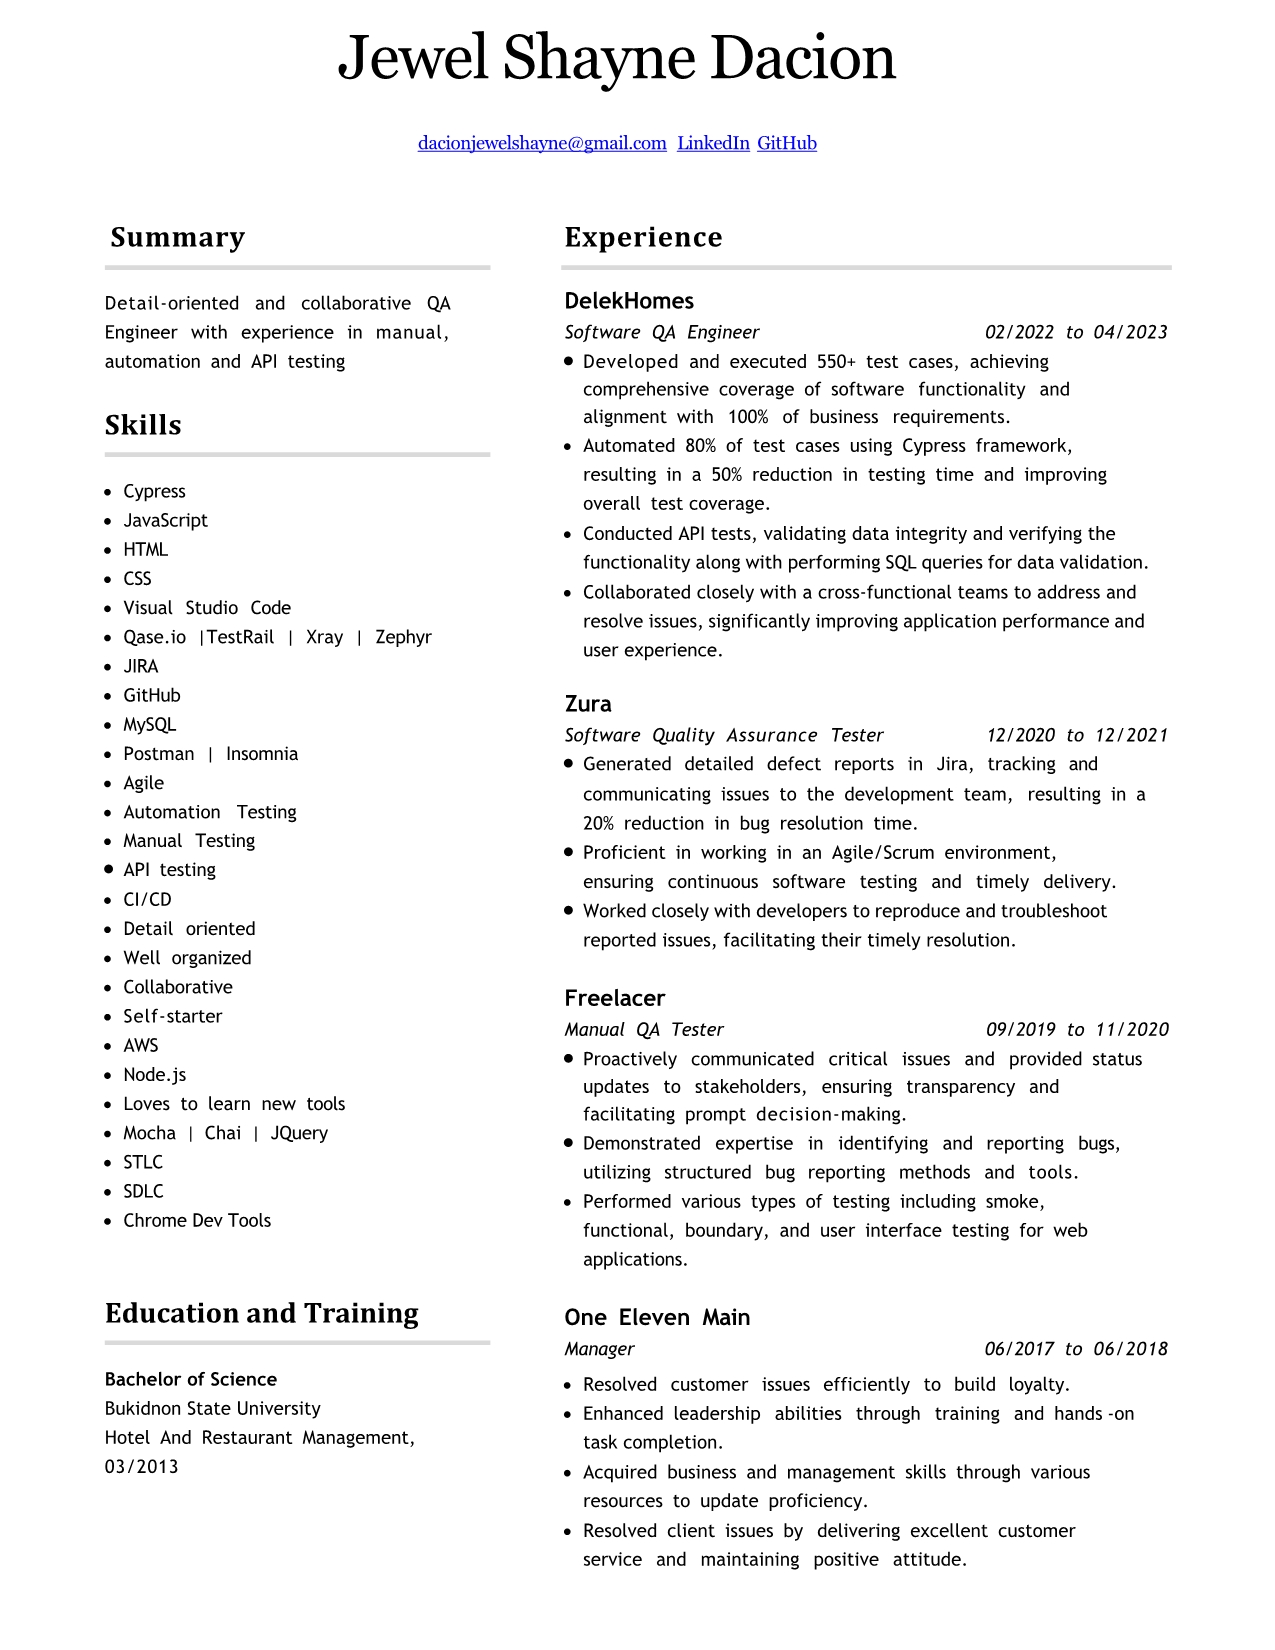 Jewel Shayne Dacion
dacionjewelshayne@gmail.com LinkedIn GitHub
Summary
Detail-oriented and collaborative QA
Engineer with experience in manual,
automation and API testing
Skills
• Cypress
• JavaScript
• HTML
• CSS
• Visual Studio Code
• Qase.io |TestRail | Xray | Zephyr
• JIRA
• GitHub
• MySQL
• Postman | Insomnia
• Agile
• Automation Testing
• Manual Testing
• API testing
• CI/CD
• Detail oriented
• Well organized
• Collaborative
• Self-starter
• AWS
• Node.js
• Loves to learn new tools
• Mocha | Chai | JQuery
• STLC
• SDLC
• Chrome Dev Tools
Education and Training
Bachelor of Science
Bukidnon State University
Hotel And Restaurant Management,
03/2013
Experience
DelekHomes
Software QA Engineer 02/2022 to 04/2023
• Developed and executed 550+ test cases, achieving
comprehensive coverage of software functionality and
alignment with 100% of business requirements.
• Automated 80% of test cases using Cypress framework,
resulting in a 50% reduction in testing time and improving
overall test coverage.
• Conducted API tests, validating data integrity and verifying the
functionality along with performing SQL queries for data validation.
• Collaborated closely with a cross-functional teams to address and
resolve issues, significantly improving application performance and
user experience.
Zura
Software Quality Assurance Tester 12/2020 to 12/2021
• Generated detailed defect reports in Jira, tracking and
communicating issues to the development team, resulting in a
20% reduction in bug resolution time.
• Proficient in working in an Agile/Scrum environment,
ensuring continuous software testing and timely delivery.
• Worked closely with developers to reproduce and troubleshoot
reported issues, facilitating their timely resolution.
Freelacer
Manual QA Tester 09/2019 to 11/2020
• Proactively communicated critical issues and provided status
updates to stakeholders, ensuring transparency and
facilitating prompt decision-making.
• Demonstrated expertise in identifying and reporting bugs,
utilizing structured bug reporting methods and tools.
• Performed various types of testing including smoke,
functional, boundary, and user interface testing for web
applications.
One Eleven Main
Manager 06/2017 to 06/2018
• Resolved customer issues efficiently to build loyalty.
• Enhanced leadership abilities through training and hands -on
task completion.
• Acquired business and management skills through various
resources to update proficiency.
• Resolved client issues by delivering excellent customer
service and maintaining positive attitude.